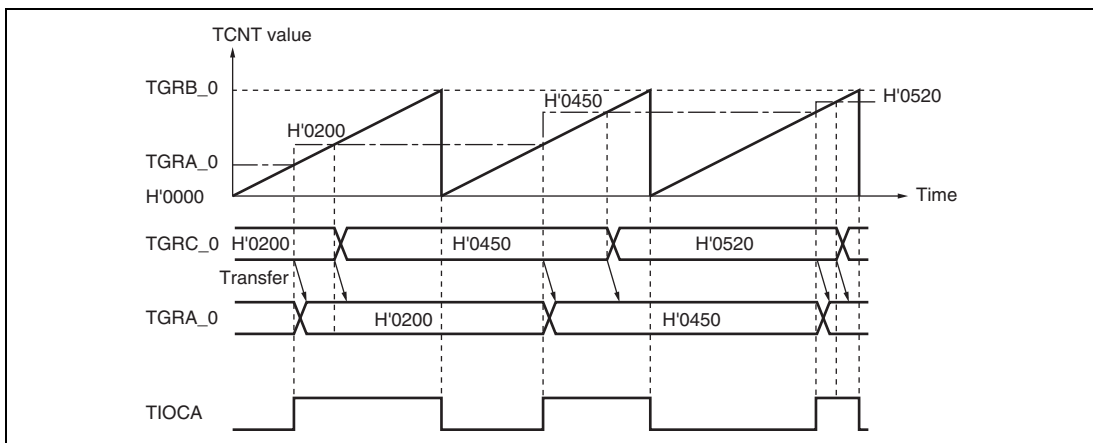 TCNT value
TGRB_0
H'0450
H'0520
H'0200
TGRA_0
H'0000
Time
TGRC_0 H'0200 H'0450 H'0520
Transfer
TGRA_0 H'0200 H'0450
TIOCA